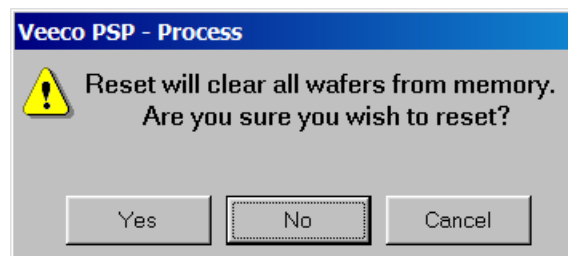 Veeco PSP - Process
Reset will clear all wafers from memory.
Are you sure you wish to reset?
Yes No Cancel